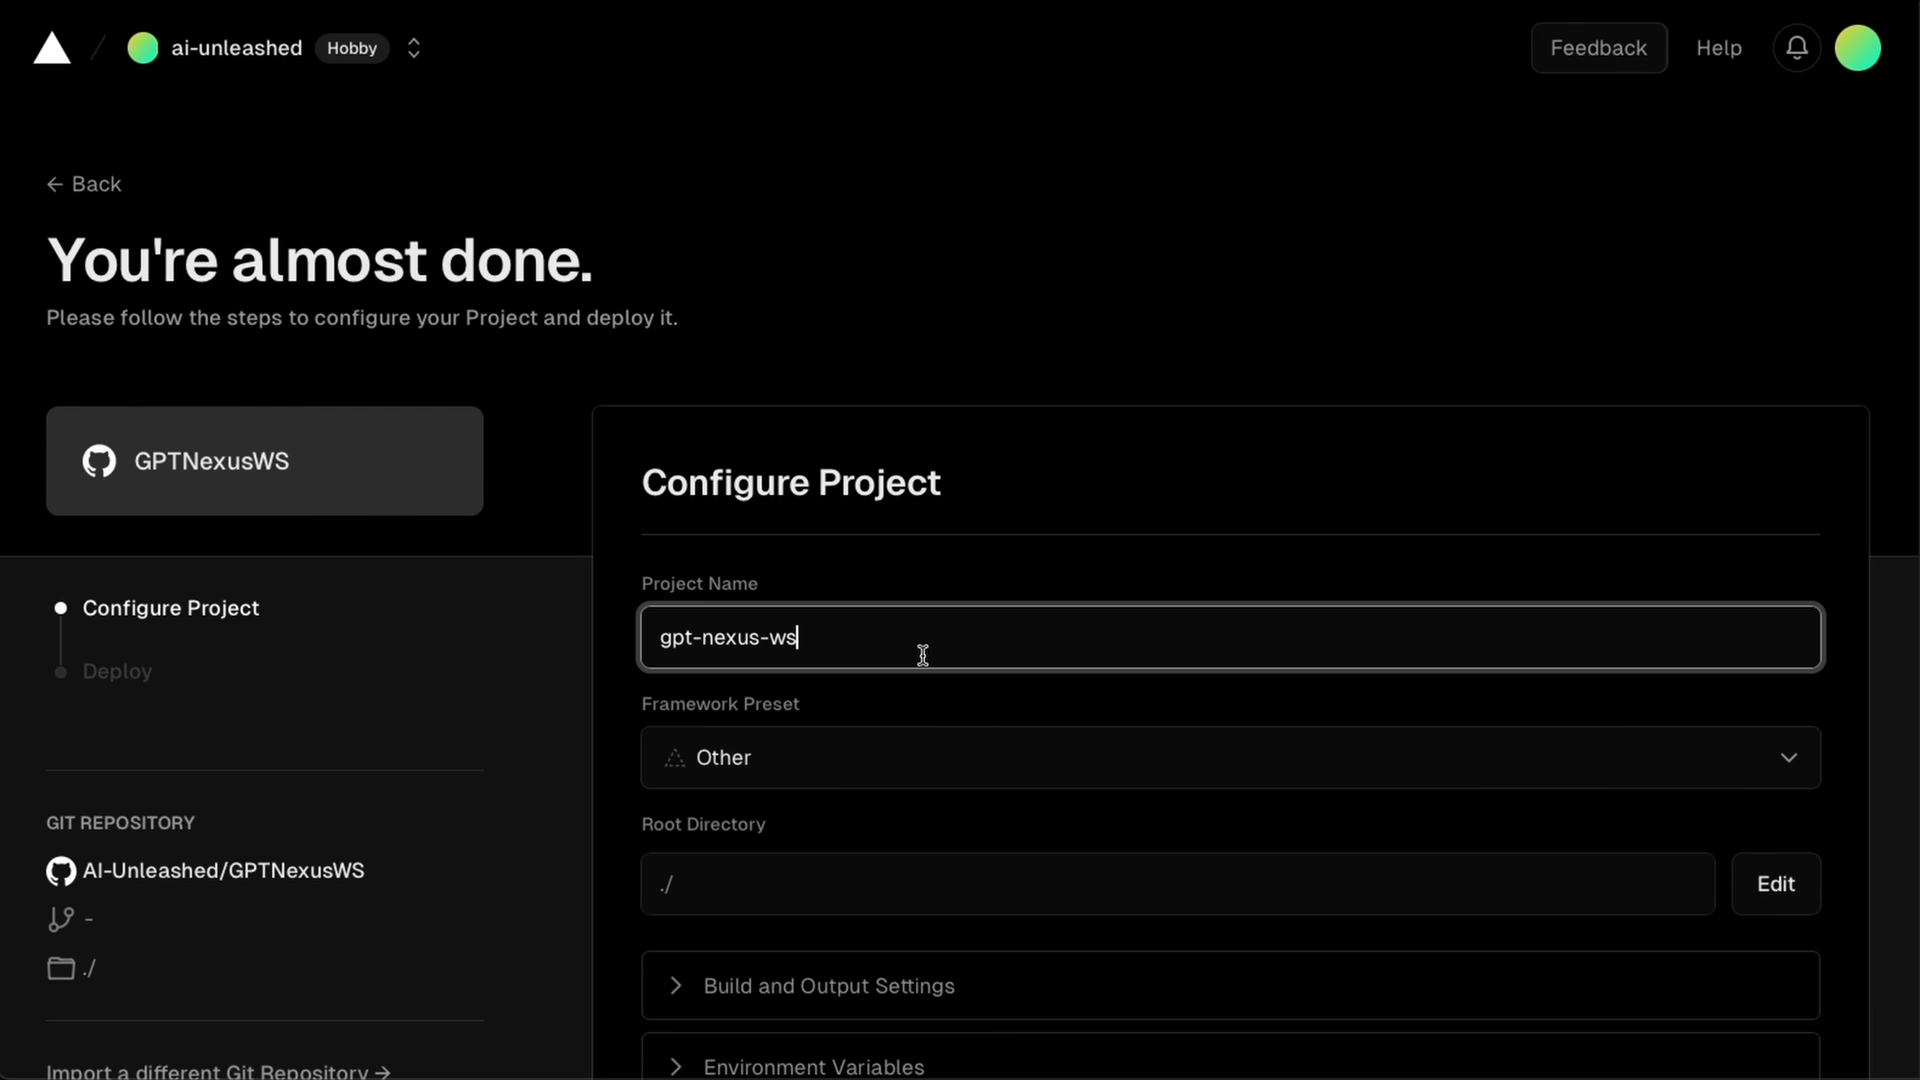 ai-unleashed Hobby
Feedback Help
← Back
You're almost done.
Please follow the steps to configure your Project and deploy it.
GPTNexusWS
Configure Project
Deploy
GIT REPOSITORY
AI-Unleashed/GPTNexusWS
-
./
Import a different Git Repository →
Configure Project
Project Name
gpt-nexus-ws
Framework Preset
Other
Root Directory
./
Edit
Build and Output Settings
Environment Variables